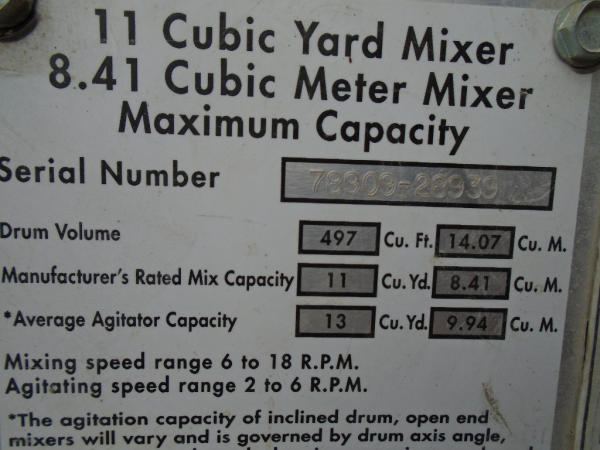 11 Cubic Yard Mixer
8.41 Cubic Meter Mixer
Maximum Capacity
Serial Number
Drum Volume 497 Cu. Ft. 14.07 Cu. M.
Manufacturer's Rated Mix Capacity 11 Cu. Yd. 8.41 Cu. M.
*Average Agitator Capacity 13 Cu. Yd. 9.94 Cu. M.
Mixing speed range 6 to 18 R.P.M.
Agitating speed range 2 to 6 R.P.M.
*The agitation capacity of inclined drum, open end
mixers will vary and is governed by drum axis angle,